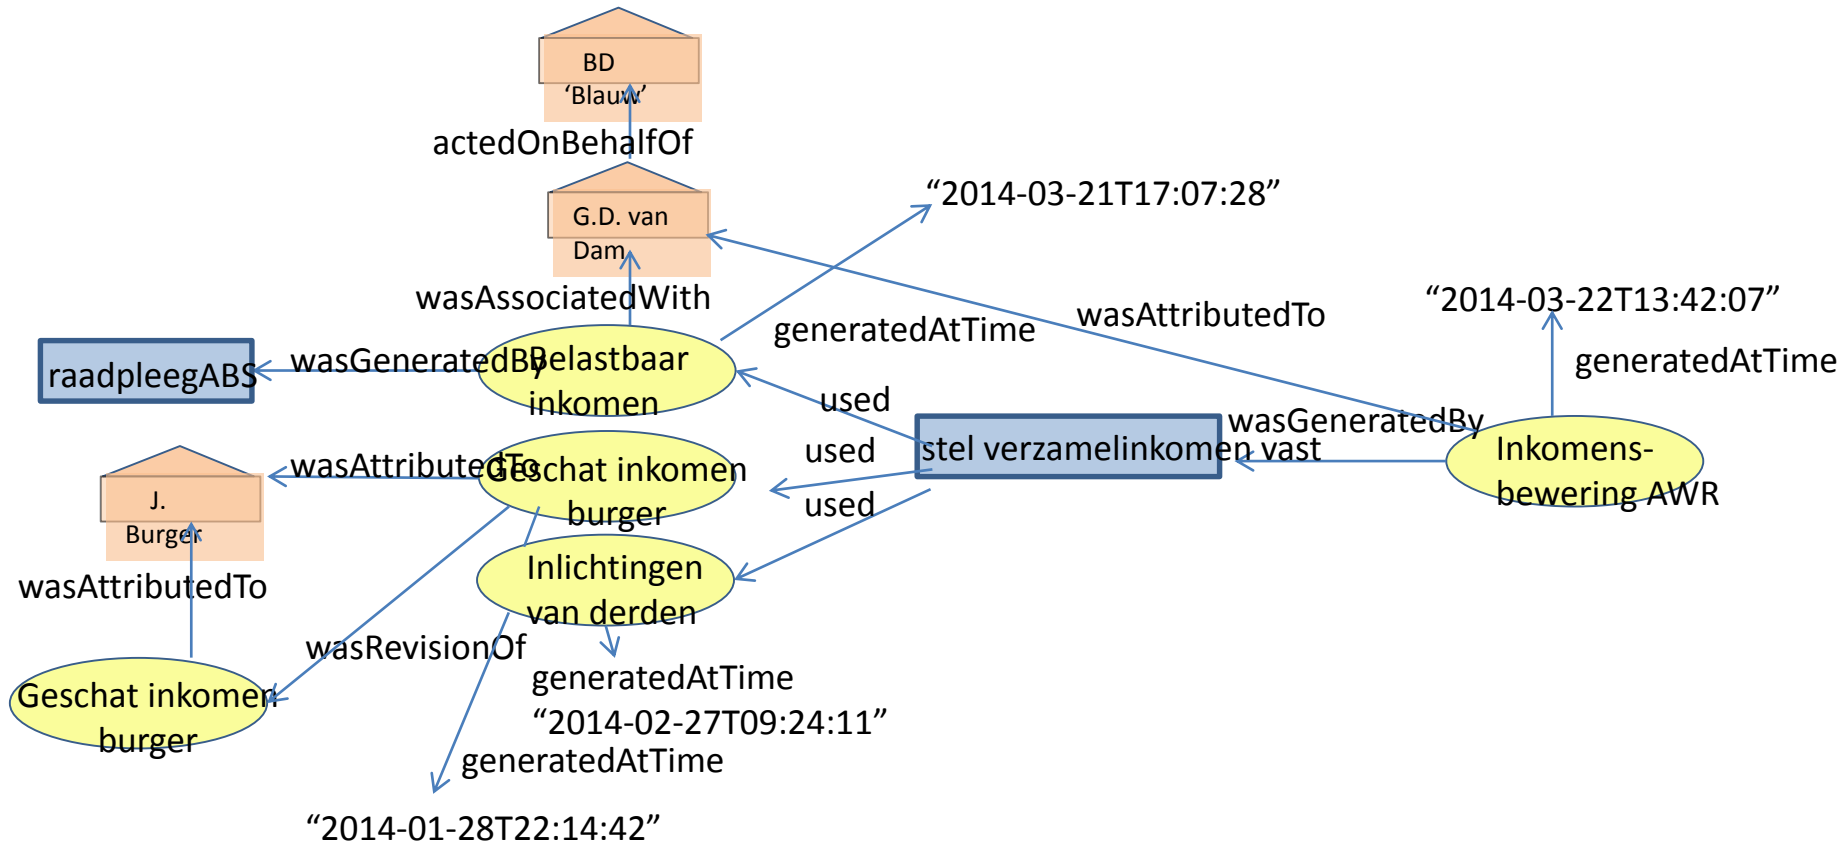 BD
‘Blauw’
actedOnBehalfOf
“2014-03-21T17:07:28”
G.D. van
Dam
wasAssociatedWith
“2014-03-22T13:42:07”
wasAttributedTo
generatedAtTime
generatedAtTime
raadpleegABS
wasGeneratedBy
Belastbaar
inkomen
used
wasGeneratedBy
stel verzamelinkomen vast
used
Inkomens-
bewering AWR
wasAttributedTo
Geschat inkomen
burger
used
J.
Burger
Inlichtingen
van derden
wasAttributedTo
wasRevisionOf
generatedAtTime
Geschat inkomen
burger
“2014-02-27T09:24:11”
generatedAtTime
“2014-01-28T22:14:42”